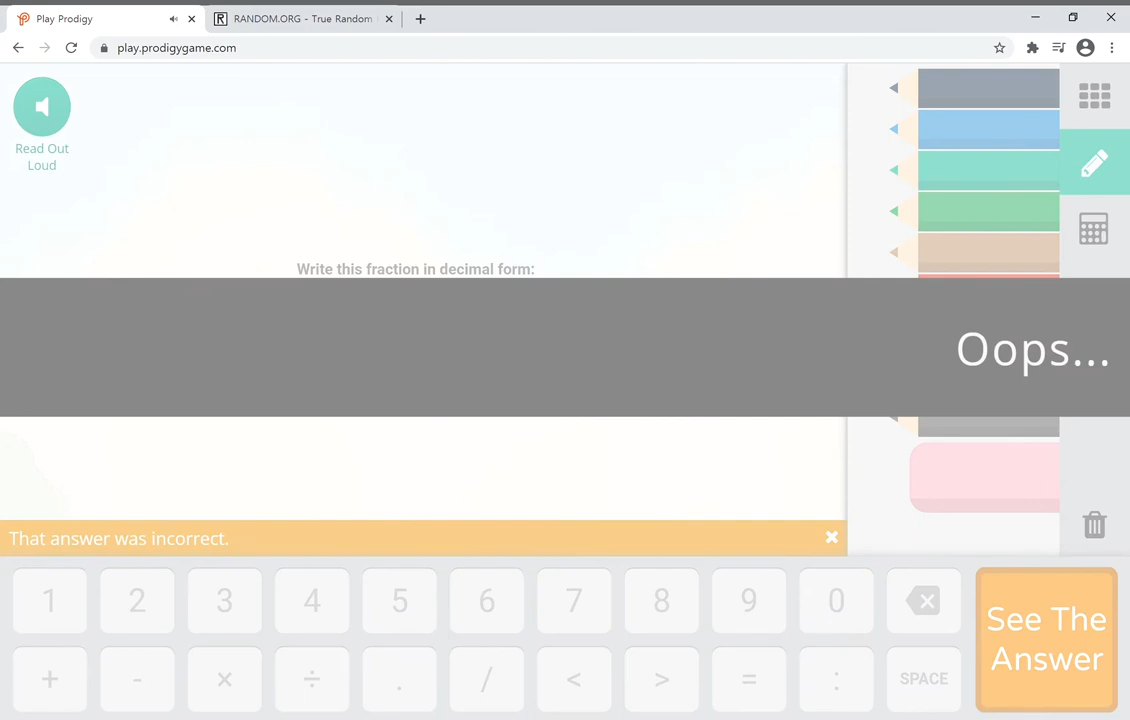 Play Prodigy
RANDOM.ORG - True Random
play.prodigygame.com
Read Out
Loud
Write this fraction in decimal form:
Oops...
That answer was incorrect.
1 2 3 4 5 6 7 8 9 0
+ - × ÷ . / < > = : SPACE
See The
Answer